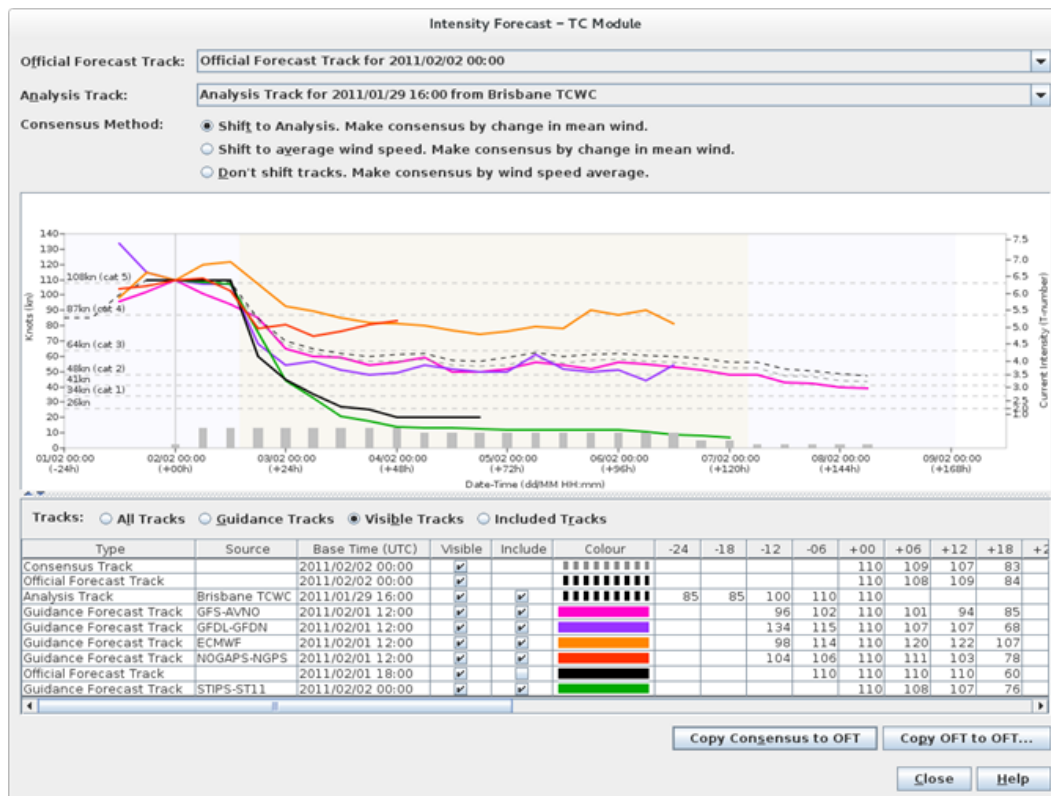 Intensity Forecast – TC Module
Official Forecast Track: Official Forecast Track for 2011/02/02 00:00
Analysis Track: Analysis Track for 2011/01/29 16:00 from Brisbane TCWC
Consensus Method: Shift to Analysis. Make consensus by change in mean wind.
Shift to average wind speed. Make consensus by change in mean wind.
Don't shift tracks. Make consensus by wind speed average.
Knots (kn)
140
130
120
110
100
90
80
70
60
50
40
30
20
10
0
108kn (cat 5)
87kn (cat 4)
64kn (cat 3)
48kn (cat 2)
41kn
34kn (cat 1)
26kn
7.5
7.0
6.5
6.0
5.5
5.0
4.5
4.0
3.5
3.0
2.5
2.0
Current Intensity (T-number)
01/02 00:00 02/02 00:00 03/02 00:00 04/02 00:00 05/02 00:00 06/02 00:00 07/02 00:00 08/02 00:00 09/02 00:00
(-24h) (+00h) (+24h) (+48h) (+72h) (+96h) (+120h) (+144h) (+168h)
Date-Time (dd/MM HH:mm)
Tracks: All Tracks Guidance Tracks Visible Tracks Included Tracks
Type Source Base Time (UTC) Visible Include Colour -24 -18 -12 -06 +00 +06 +12 +18 +2
Consensus Track 2011/02/02 00:00 110 109 107 83
Official Forecast Track 2011/02/02 00:00 110 108 109 84
Analysis Track Brisbane TCWC 2011/01/29 16:00 85 85 100 110 110
Guidance Forecast Track GFS-AVNO 2011/02/01 12:00 96 102 110 101 94 85
Guidance Forecast Track GFDL-GFDN 2011/02/01 12:00 134 115 110 107 107 68
Guidance Forecast Track ECMWF 2011/02/01 12:00 98 114 110 120 122 107
Guidance Forecast Track NOGAPS-NGPS 2011/02/01 12:00 104 106 110 111 103 78
Official Forecast Track 2011/02/01 18:00 110 110 110 110 60
Guidance Forecast Track STIPS-ST11 2011/02/02 00:00 110 108 107 76
Copy Consensus to OFT Copy OFT to OFT...
Close Help